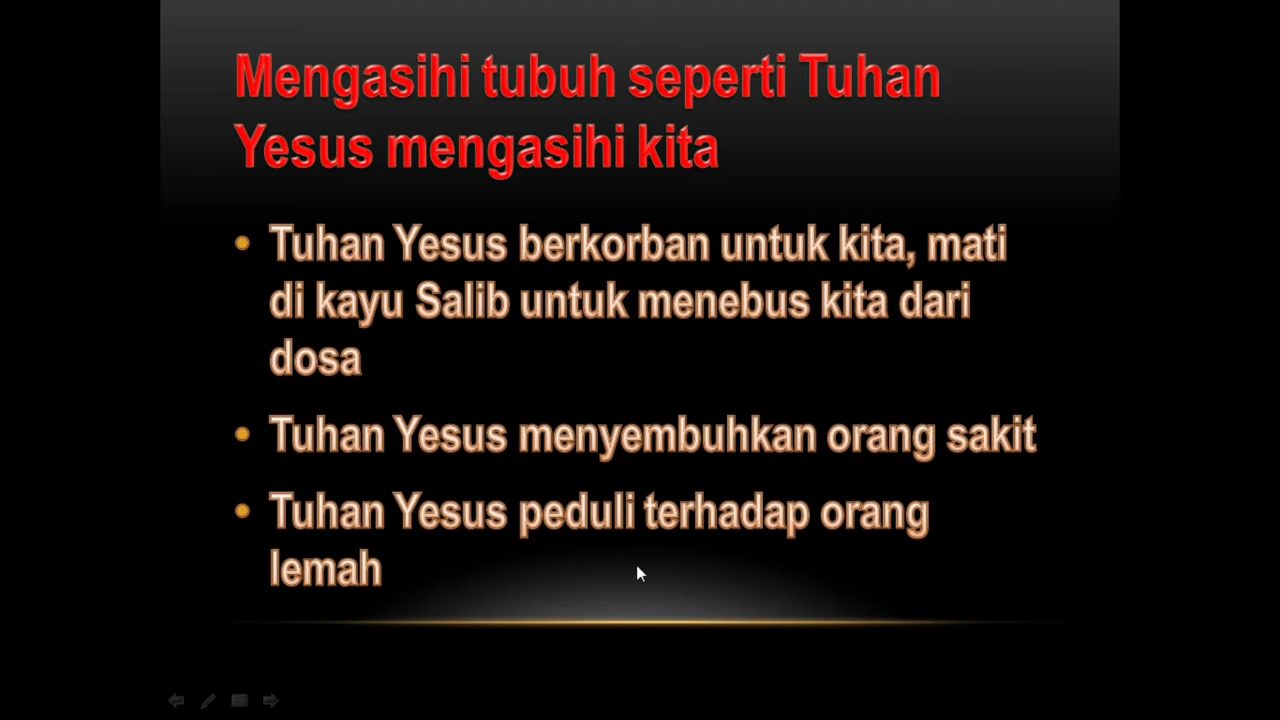 Mengasihi tubuh seperti Tuhan
Yesus mengasihi kita
• Tuhan Yesus berkorban untuk kita, mati
di kayu Salib untuk menebus kita dari
dosa
• Tuhan Yesus menyembuhkan orang sakit
• Tuhan Yesus peduli terhadap orang
lemah